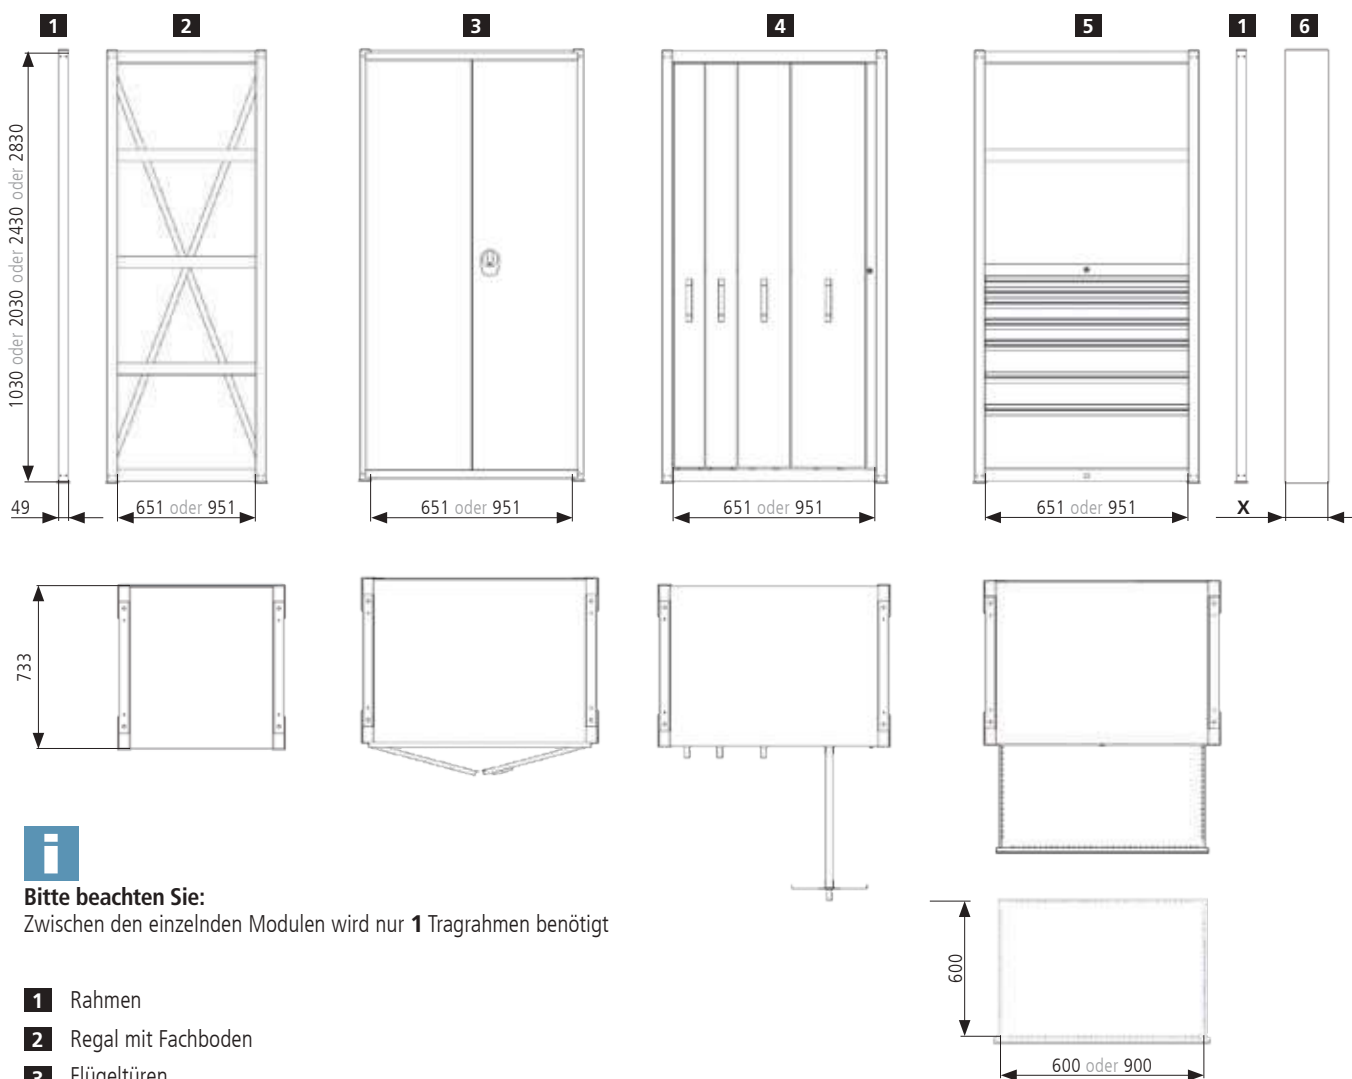 1 2 3 4 5 1 6
1030 oder 2030 oder 2430 oder 2830
49 651 oder 951 651 oder 951 651 oder 951 651 oder 951 X
733
Bitte beachten Sie:
Zwischen den einzelnden Modulen wird nur 1 Tragrahmen benötigt
600
600 oder 900
1 Rahmen
2 Regal mit Fachboden
3 Flügeltüren